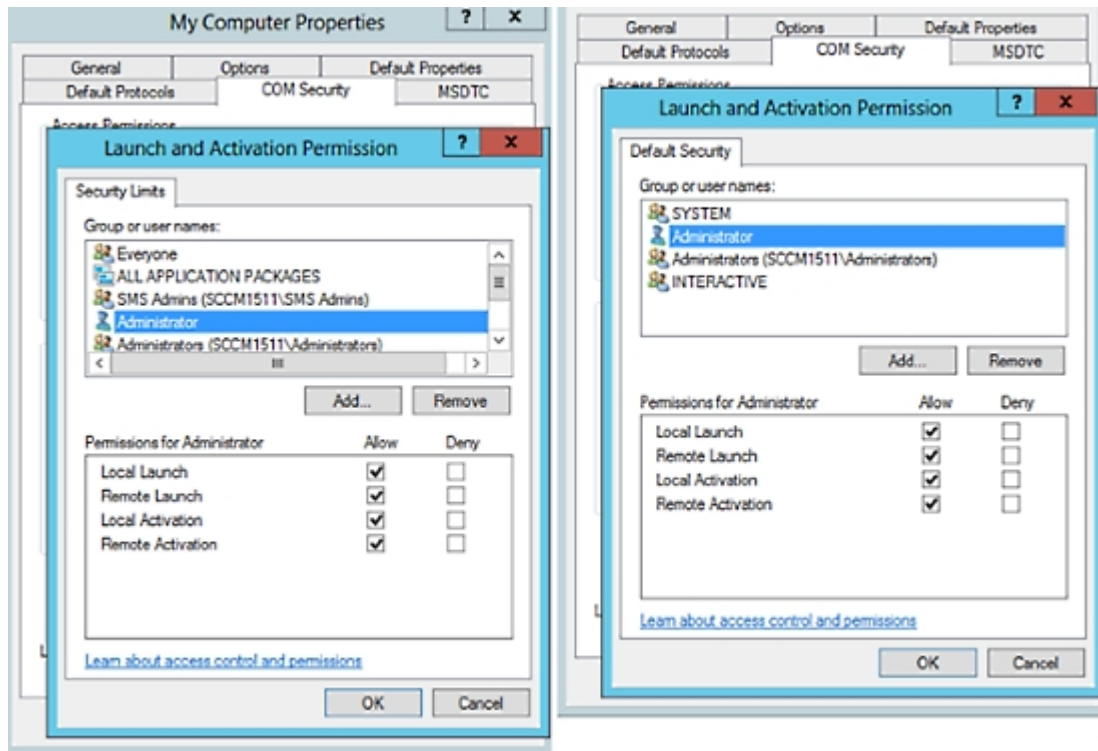 My Computer Properties
? x
General Options Default Properties
Default Protocols COM Security MSDTC
Access Permissions
Launch and Activation Permission
? x
Security Limits
Group or user names:
Everyone
ALL APPLICATION PACKAGES
SMS Admins (SCCM1511\SMS Admins)
Administrator
Administrators (SCCM1511\Administrators)
Add... Remove
Permissions for Administrator Allow Deny
Local Launch
Remote Launch
Local Activation
Remote Activation
Learn about access control and permissions
OK Cancel
General Options Default Properties
Default Protocols COM Security MSDTC
Access Permissions
Launch and Activation Permission
? x
Default Security
Group or user names:
SYSTEM
Administrator
Administrators (SCCM1511\Administrators)
INTERACTIVE
Add... Remove
Permissions for Administrator Allow Deny
Local Launch
Remote Launch
Local Activation
Remote Activation
Learn about access control and permissions
OK Cancel